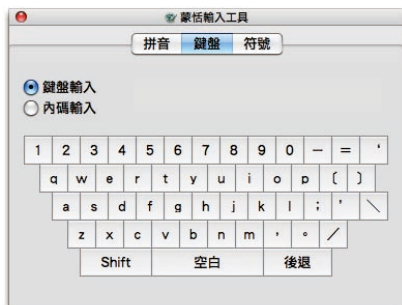 蒙恬輸入工具
拼音 鍵盤 符號
鍵盤輸入
內碼輸入
1 2 3 4 5 6 7 8 9 0 － ＝ ‘
q w e r t y u i o p 〔 〕
a s d f g h j k l ； ’ ＼
z x c v b n m ， 。 ／
Shift 空白 後退